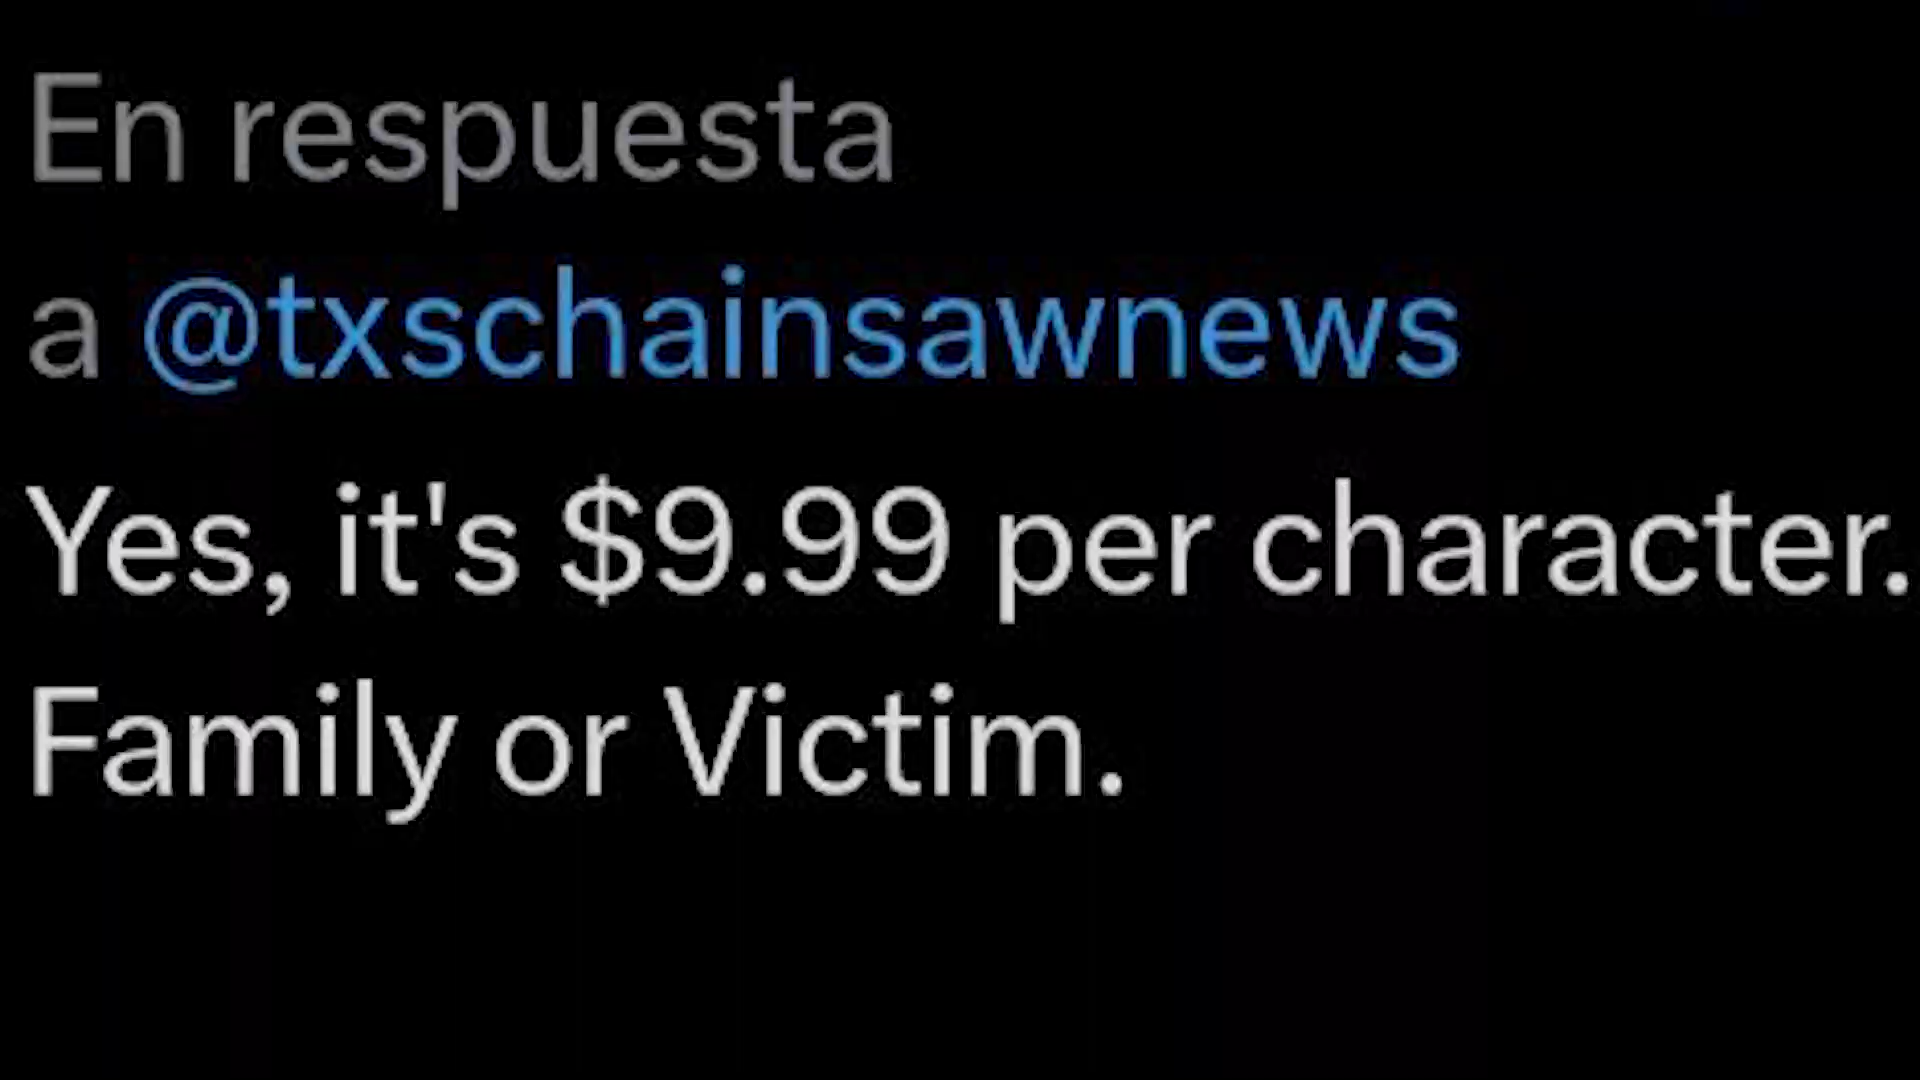 En respuesta
a @txschainsawnews
Yes, it's $9.99 per character.
Family or Victim.